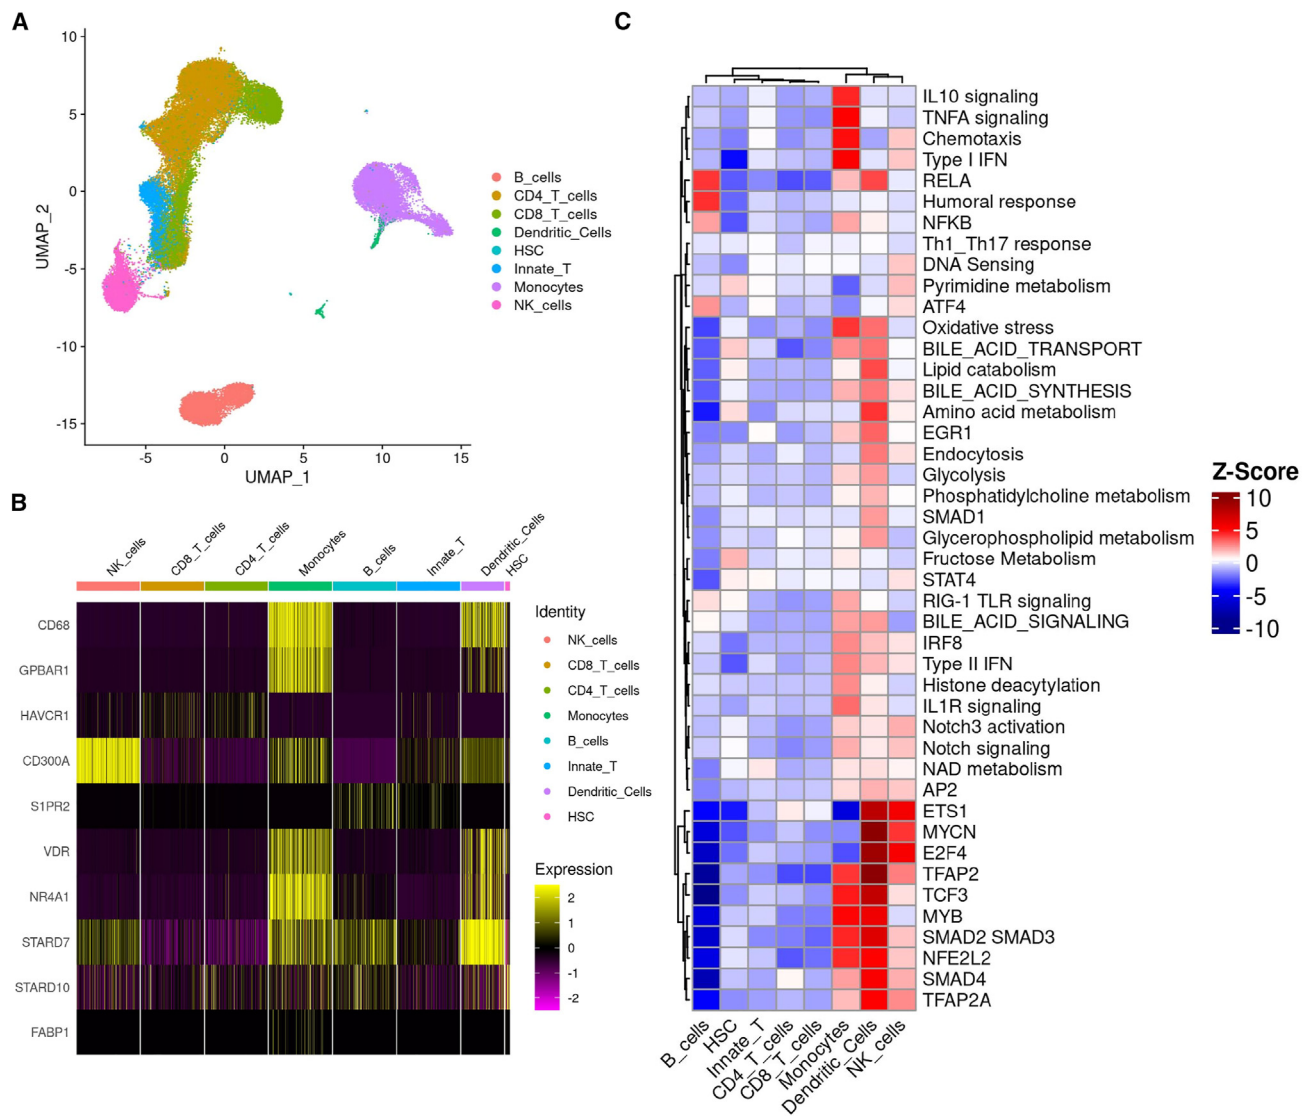 A
10
5
0
-5
-10
-15
UMAP_2
-5
0
5
10
15
UMAP_1
B_cells
CD4_T_cells
CD8_T_cells
Dendritic_Cells
HSC
Innate_T
Monocytes
NK_cells
B
NK_cells
CD8_T_cells
CD4_T_cells
Monocytes
B_cells
Innate_T
Dendritic_Cells
HSC
CD68
GPBAR1
HAVCR1
CD300A
S1PR2
VDR
NR4A1
STARD7
STARD10
FABP1
Identity
NK_cells
CD8_T_cells
CD4_T_cells
Monocytes
B_cells
Innate_T
Dendritic_Cells
HSC
Expression
2
1
0
-1
-2
C
IL10 signaling
TNFA signaling
Chemotaxis
Type I IFN
RELA
Humoral response
NFKB
Th1_Th17 response
DNA Sensing
Pyrimidine metabolism
ATF4
Oxidative stress
BILE_ACID_TRANSPORT
Lipid catabolism
BILE_ACID_SYNTHESIS
Amino acid metabolism
EGR1
Endocytosis
Glycolysis
Phosphatidylcholine metabolism
SMAD1
Glycerophospholipid metabolism
Fructose Metabolism
STAT4
RIG-1 TLR signaling
BILE_ACID_SIGNALING
IRF8
Type II IFN
Histone deacytylation
IL1R signaling
Notch3 activation
Notch signaling
NAD metabolism
AP2
ETS1
MYCN
E2F4
TFAP2
TCF3
MYB
SMAD2 SMAD3
NFE2L2
SMAD4
TFAP2A
B_cells
HSC
Innate_T
CD4_T_cells
CD8_T_cells
Monocytes
Dendritic_Cells
NK_cells
Z-Score
10
5
0
-5
-10